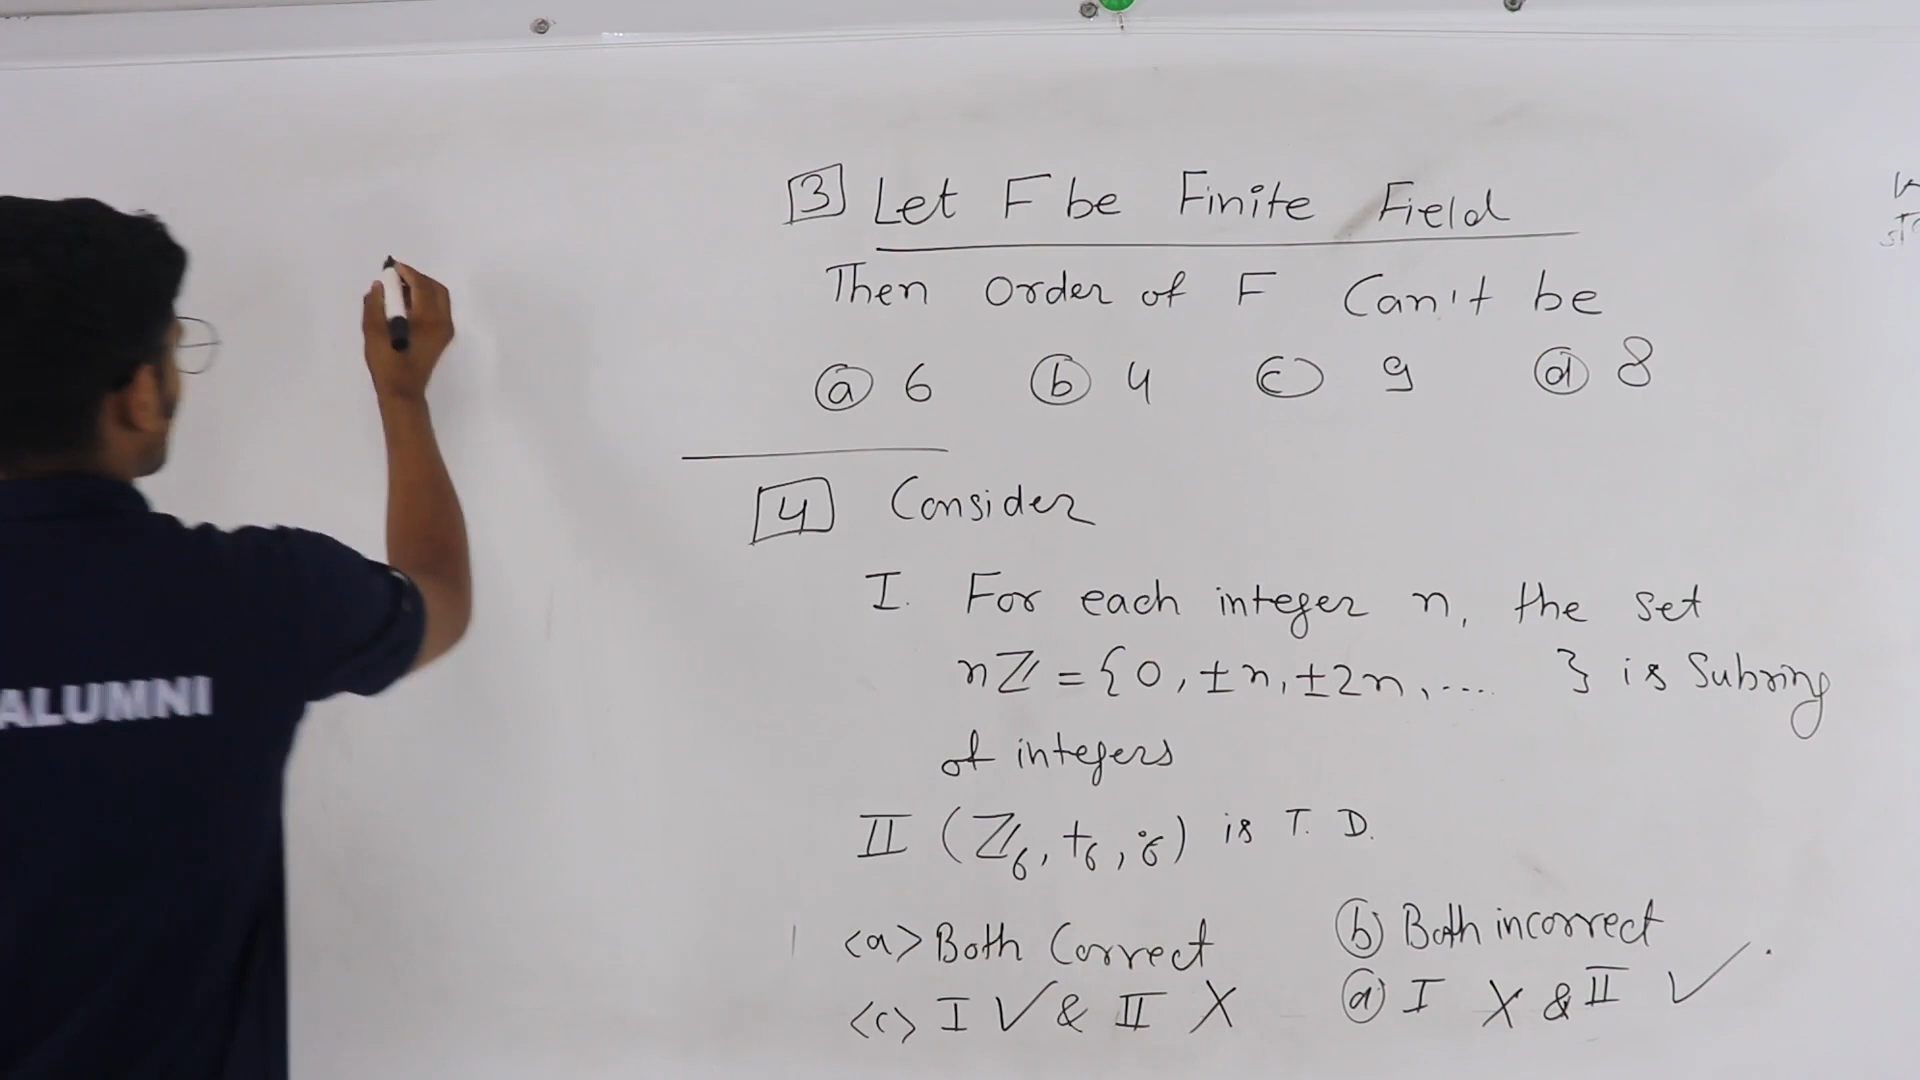 3 Let F be Finite Field
Then Order of F Can't be
(a) 6 (b) 4 (c) 9 (d) 8
4 Consider
I. For each integer n, the set
nℤ = {0, ±n, ±2n, .... } is Subring
of integers
II (ℤ₆, +₆, ·₆) is I. D.
<a> Both Correct (b) Both incorrect
<c> I ✓ & II X (d) I X & II ✓
ALUMNI